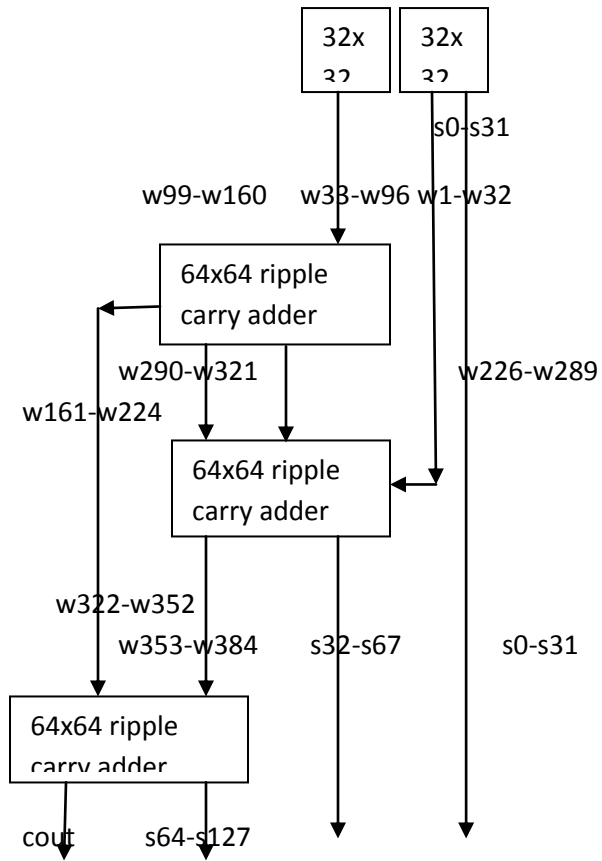 32x
32
32x
32
s0-s31
w99-w160
w33-w96
w1-w32
64x64 ripple
carry adder
w290-w321
w226-w289
w161-w224
64x64 ripple
carry adder
w322-w352
w353-w384
s32-s67
s0-s31
64x64 ripple
carry adder
cout
s64-s127